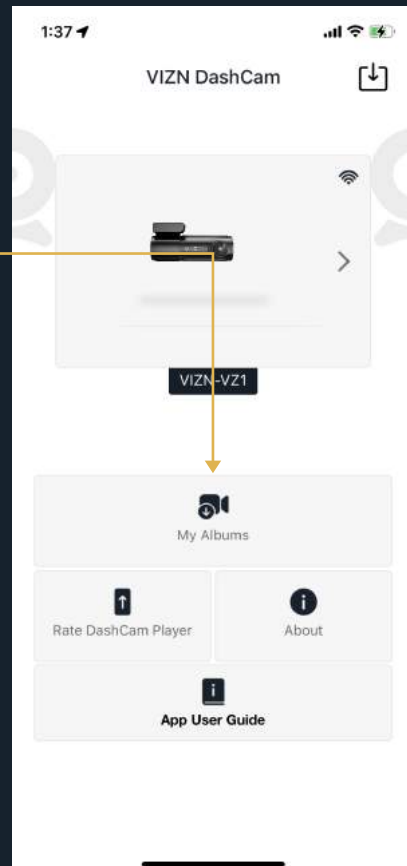 1:37
VIZN DashCam
VIZN-VZ1
My Albums
Rate DashCam Player
About
App User Guide